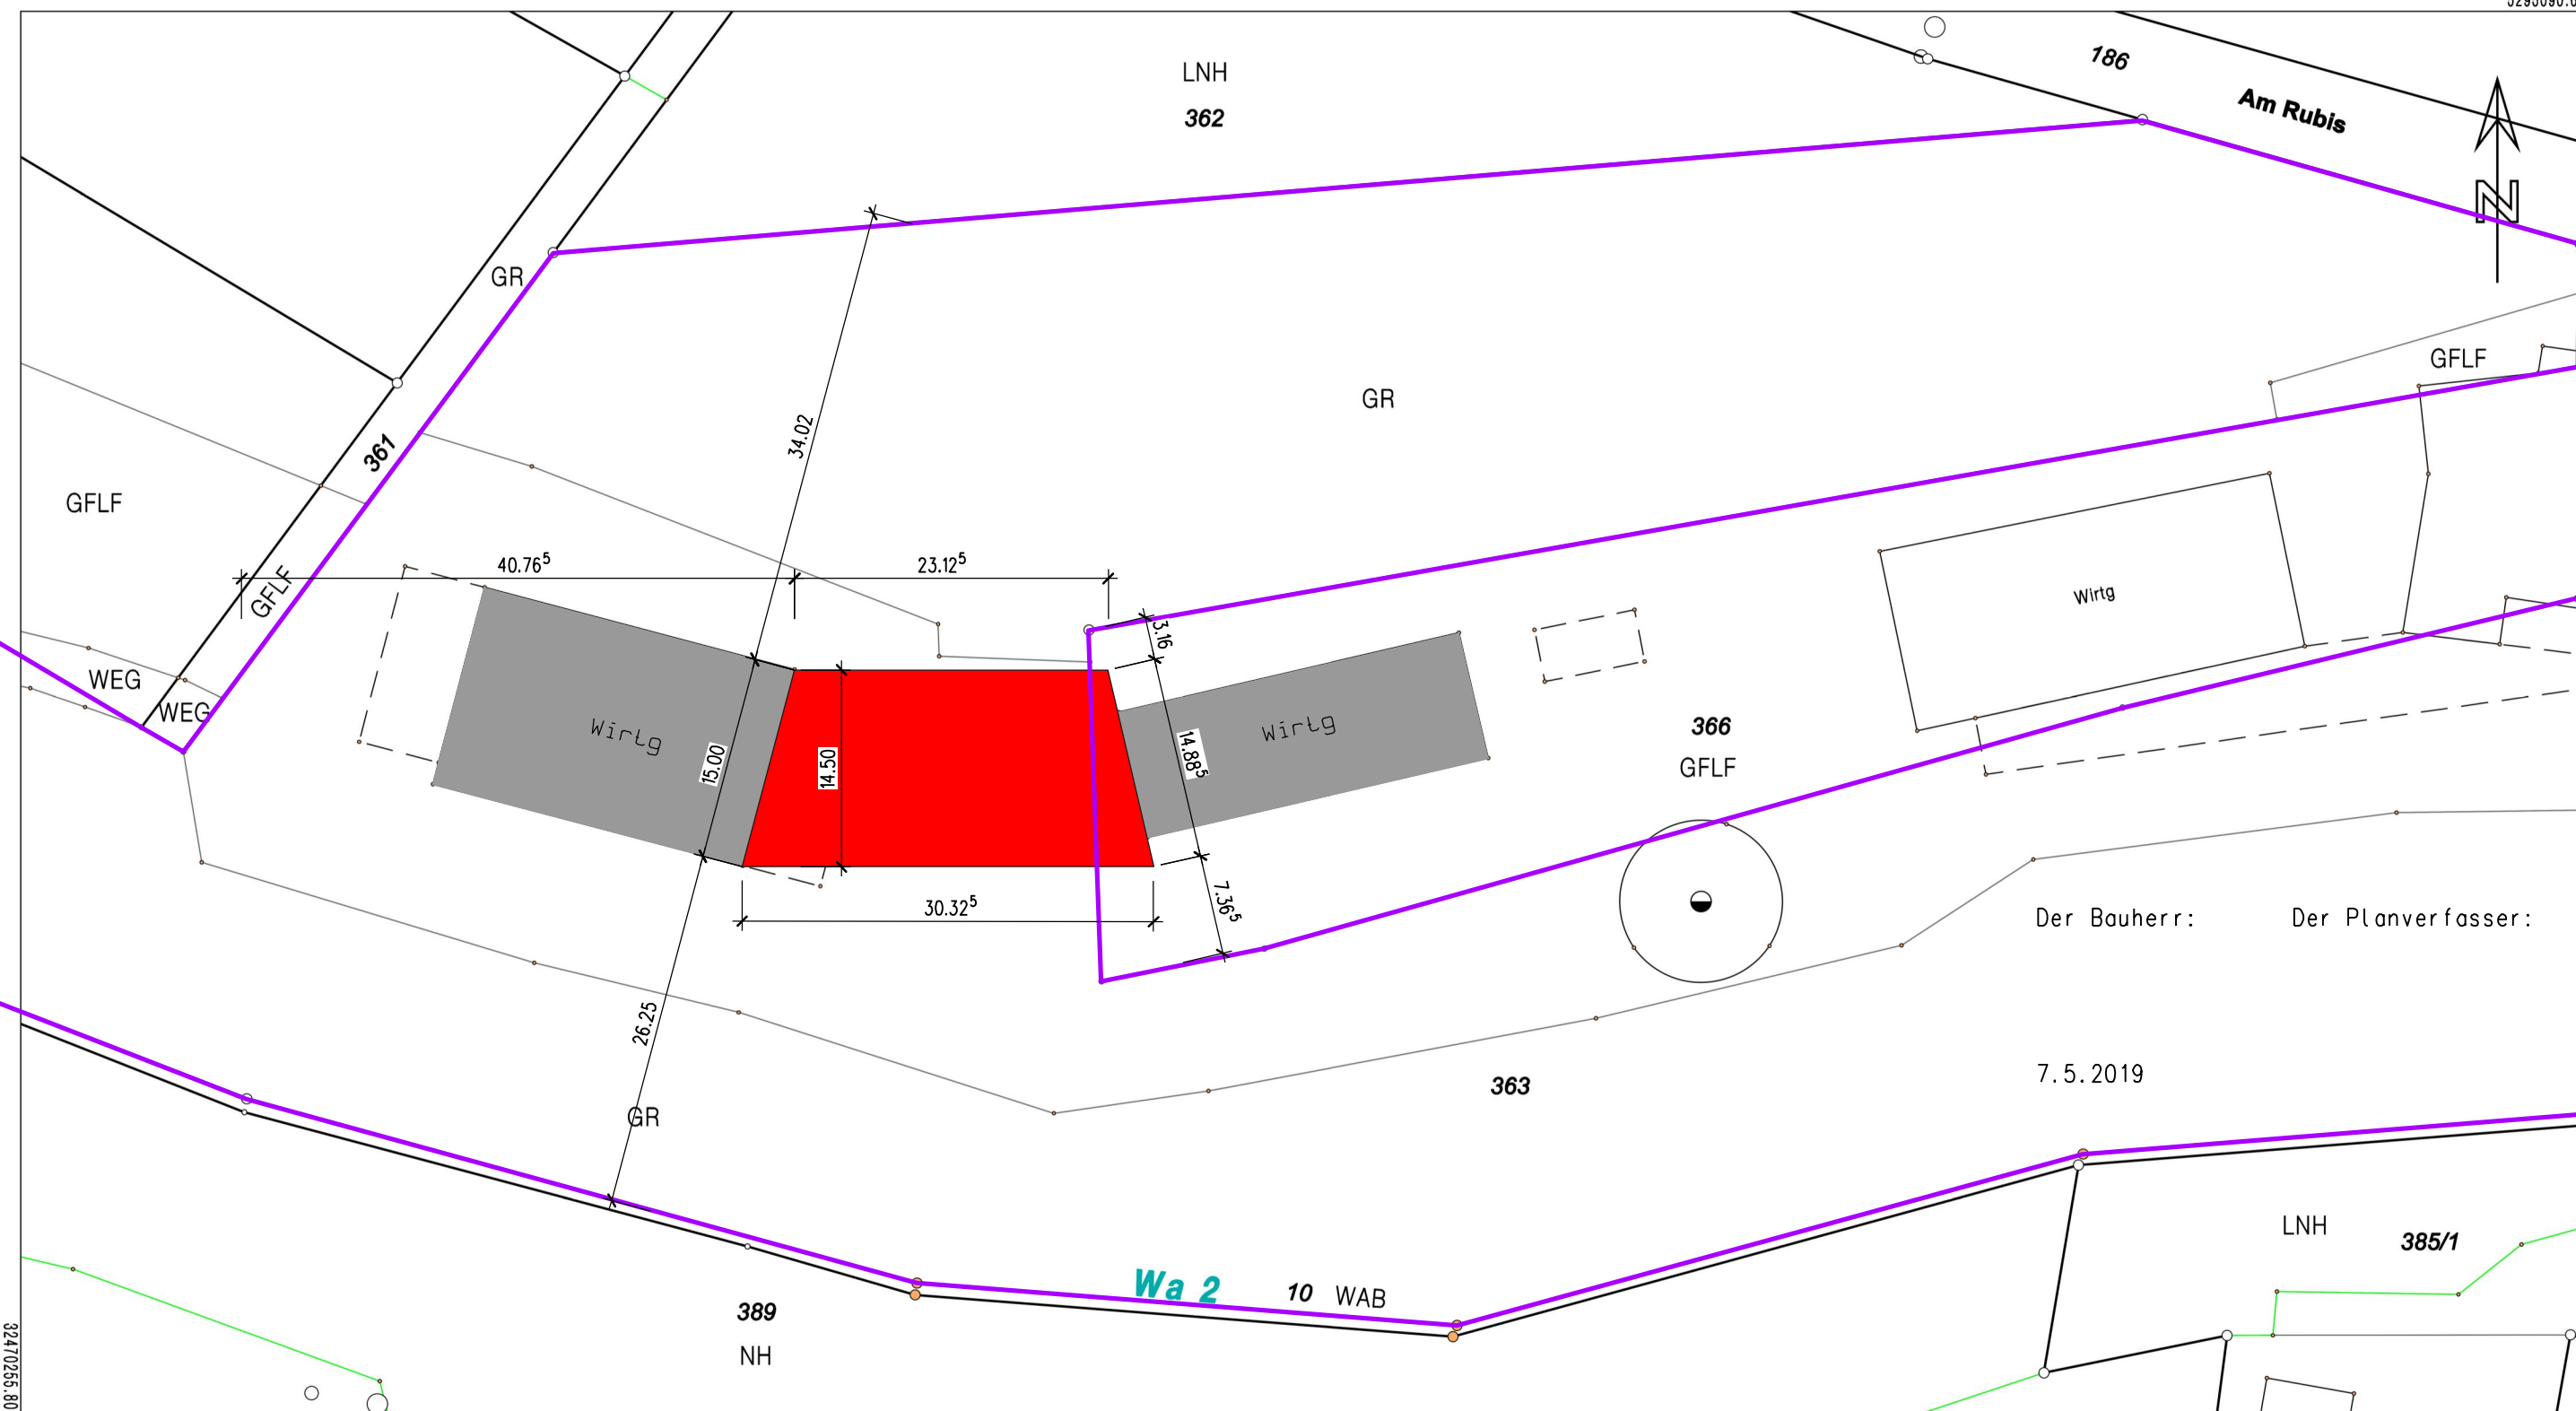 LNH
362
186
Am Rubis
N
GR
34.02
GR
GFLF
361
GFLF
40.76⁵
23.12⁵
GFLF
3.16
Wirtg
WEG
WEG
Wirtg
Wirtg
15.00
14.50
14.88⁵
366
GFLF
30.32⁵
7.36⁵
Der Bauherr:
Der Planverfasser:
26.25
363
7.5.2019
GR
LNH
385/1
Wa 2
10
WAB
389
NH
32470255.80